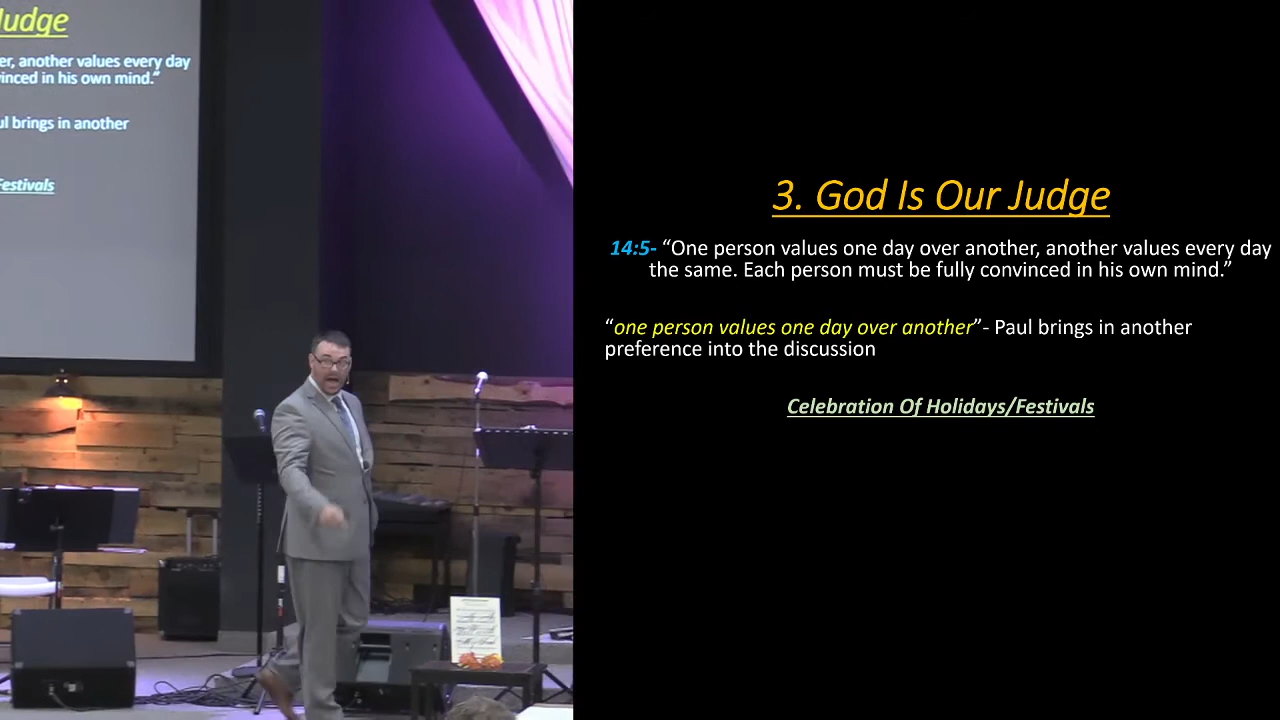 Judge
er, another values every day
vinced in his own mind.”
ul brings in another
Festivals
3. God Is Our Judge
14:5- “One person values one day over another, another values every day
the same. Each person must be fully convinced in his own mind.”
“one person values one day over another”- Paul brings in another
preference into the discussion
Celebration Of Holidays/Festivals